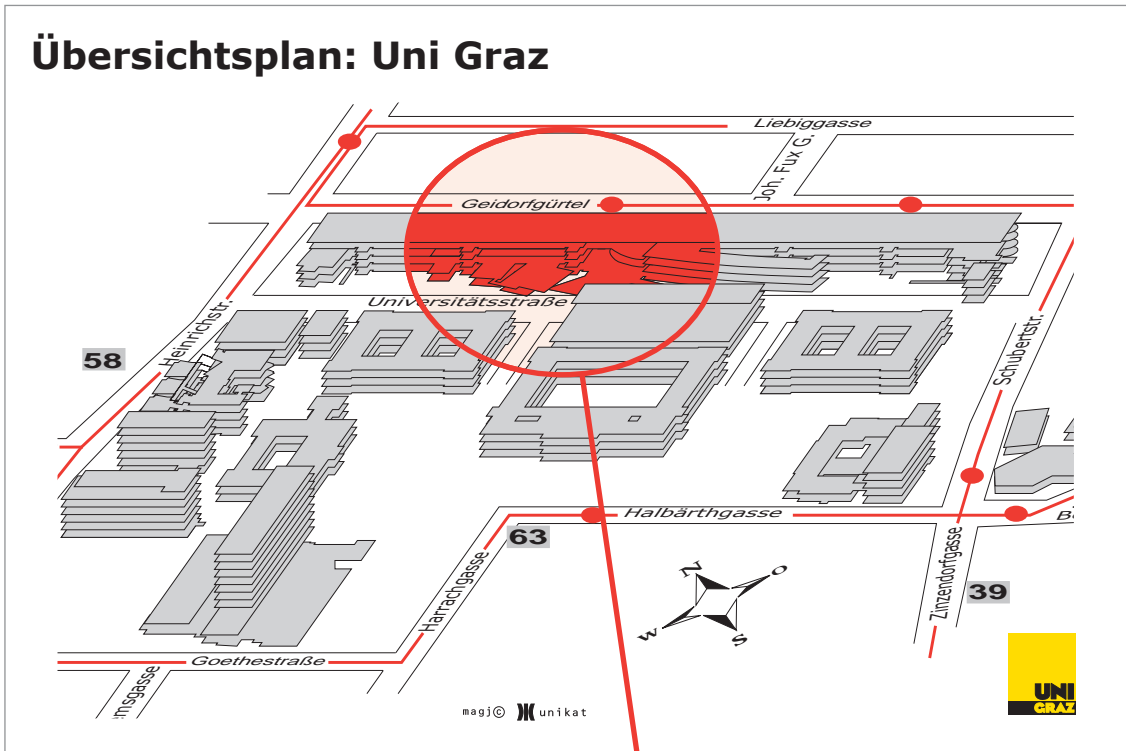 Übersichtsplan: Uni Graz
Liebiggasse
Joh. Fux G.
Geidorfgürtel
Universitätsstraße
Heinrichstr.
58
Schubertstr.
Halbärthgasse
63
Harrachgasse
Zinzendorfgasse
39
N
O
W
S
Goethestraße
emsgasse
magj©
unikat
UNI
GRAZ